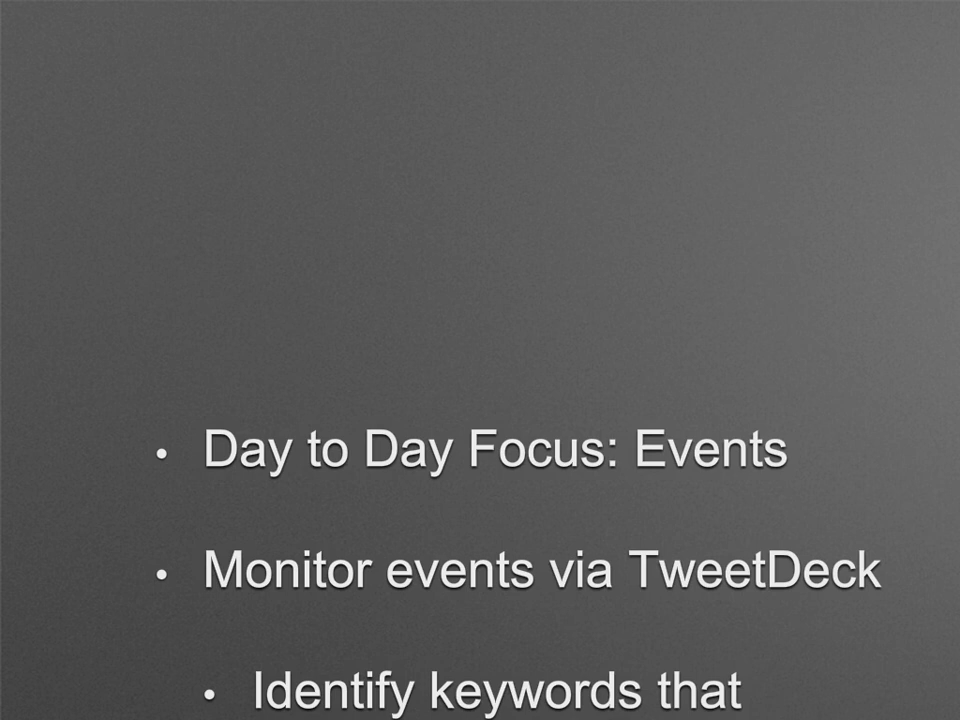 • Day to Day Focus: Events
• Monitor events via TweetDeck
• Identify keywords that